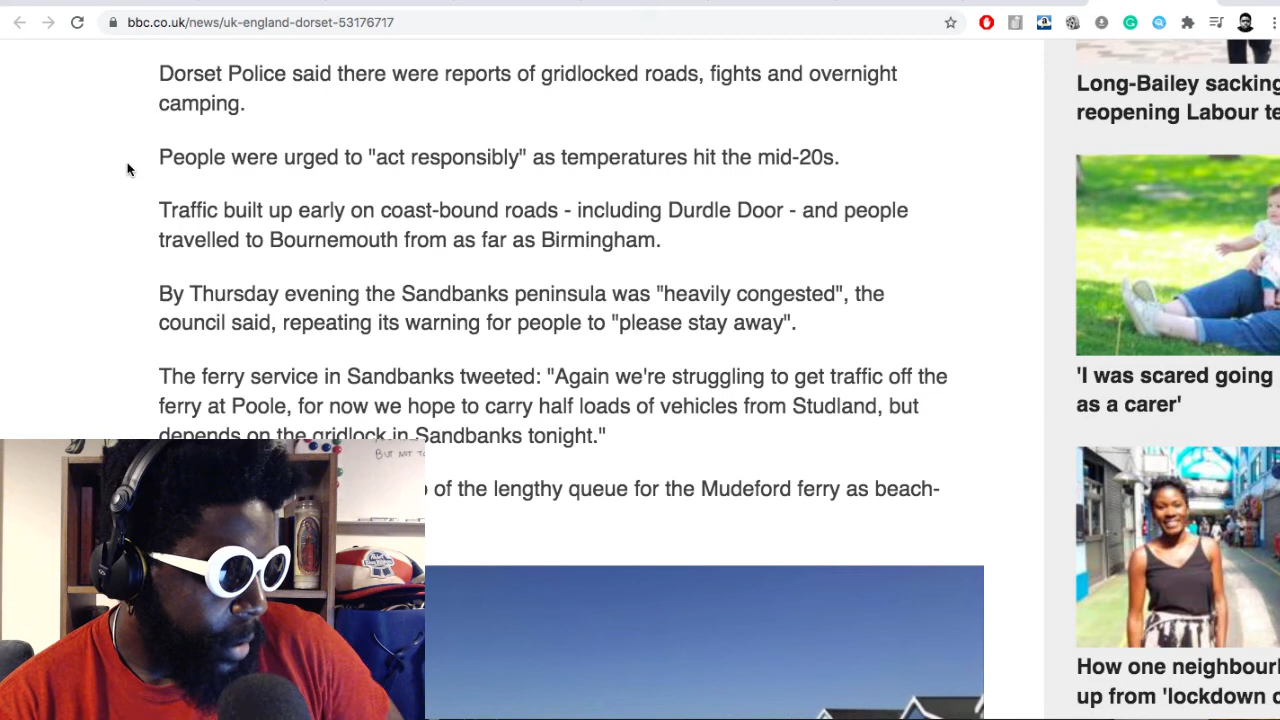 bbc.co.uk/news/uk-england-dorset-53176717
Dorset Police said there were reports of gridlocked roads, fights and overnight
camping.
People were urged to "act responsibly" as temperatures hit the mid-20s.
Traffic built up early on coast-bound roads - including Durdle Door - and people
travelled to Bournemouth from as far as Birmingham.
By Thursday evening the Sandbanks peninsula was "heavily congested", the
council said, repeating its warning for people to "please stay away".
The ferry service in Sandbanks tweeted: "Again we're struggling to get traffic off the
ferry at Poole, for now we hope to carry half loads of vehicles from Studland, but
depends on the gridlock in Sandbanks tonight."
of the lengthy queue for the Mudeford ferry as beach-
Long-Bailey sacking
reopening Labour te
'I was scared going
as a carer'
How one neighbourh
up from 'lockdown
BUT NOT TO
Pabst
Blue Ribbon